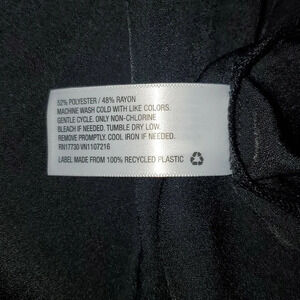 52% POLYESTER / 48% RAYON
MACHINE WASH COLD WITH LIKE COLORS.
GENTLE CYCLE. ONLY NON-CHLORINE
BLEACH IF NEEDED. TUMBLE DRY LOW.
REMOVE PROMPTLY. COOL IRON IF NEEDED.
RN17730 VN1107216
LABEL MADE FROM 100% RECYCLED PLASTIC